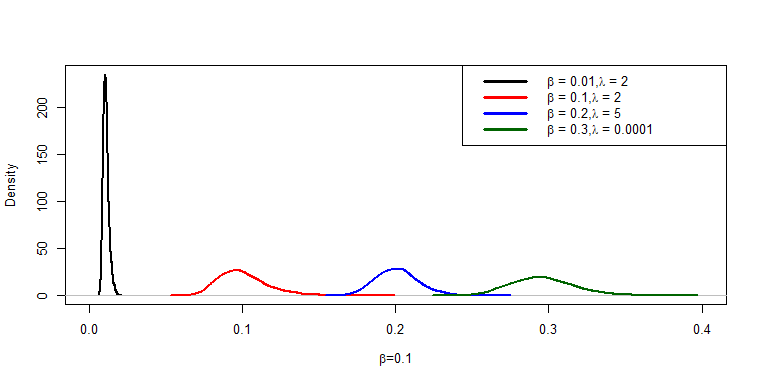 β = 0.01,λ = 2
β = 0.1,λ = 2
β = 0.2,λ = 5
β = 0.3,λ = 0.0001
Density
200
150
100
50
0
0.0 0.1 0.2 0.3 0.4
β=0.1